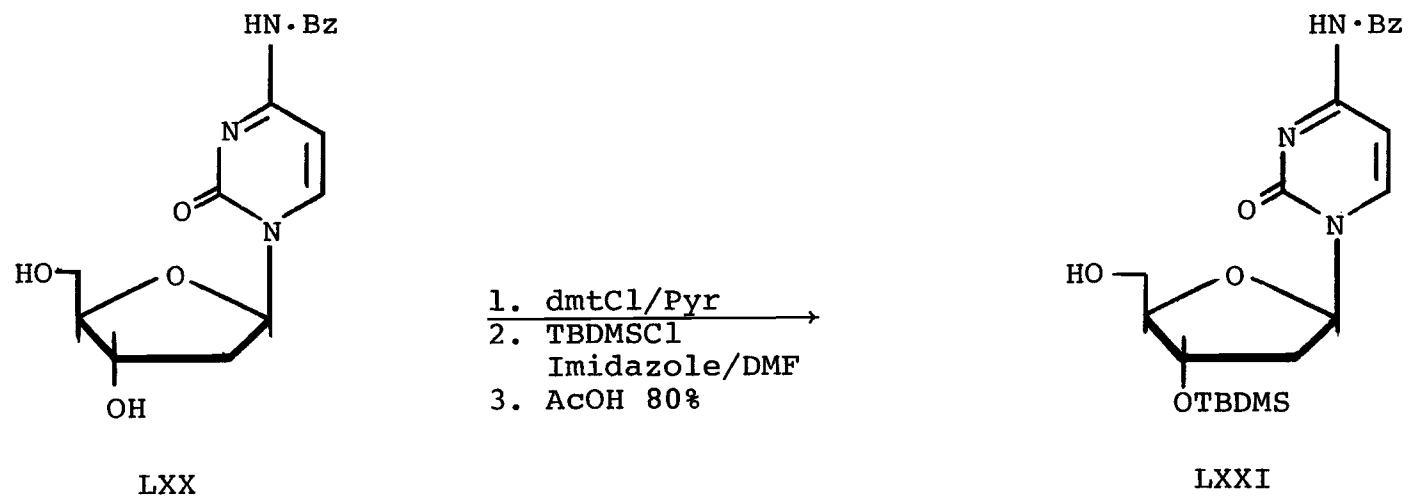 HN·Bz
N
O
N
HO
O
OH
LXX
1. dmtCl/Pyr
2. TBDMSCl
Imidazole/DMF
3. AcOH 80%
HN·Bz
N
O
N
HO
O
OTBDMS
LXXI